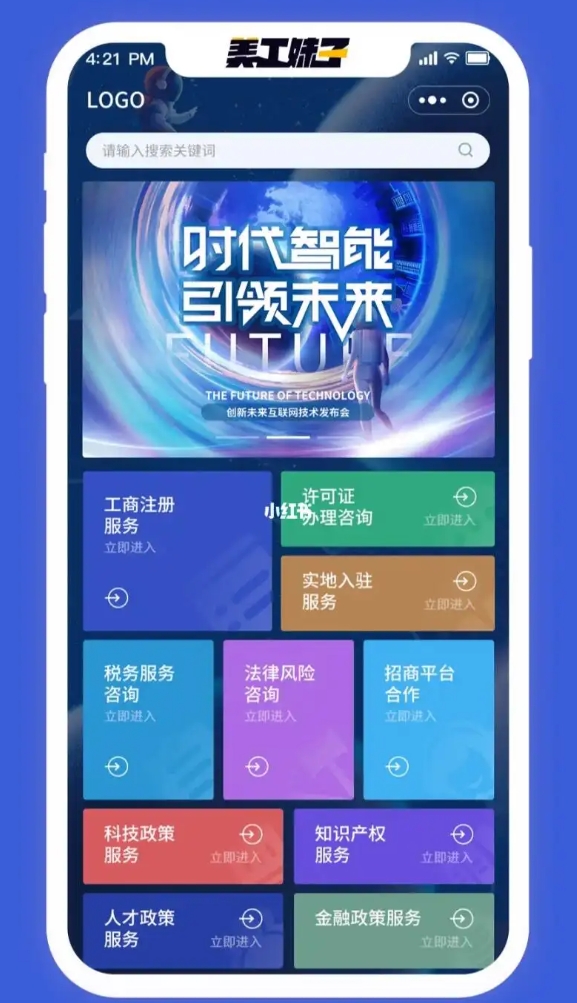 美工妹子
4:21 PM
LOGO
请输入搜索关键词
时代智能
引领未来
FUTURE
THE FUTURE OF TECHNOLOGY
创新未来互联网技术发布会
工商注册
服务
立即进入
许可证
办理咨询
立即进入
小红书
实地入驻
服务
立即进入
税务服务
咨询
立即进入
法律风险
咨询
立即进入
招商平台
合作
立即进入
科技政策
服务
立即进入
知识产权
服务
立即进入
人才政策
服务
立即进入
金融政策服务
立即进入